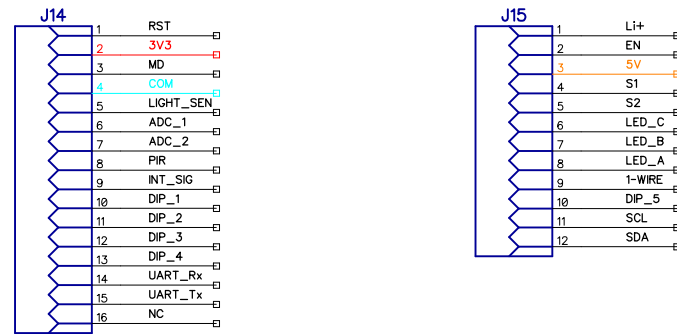 J14
1 RST
2 3V3
3 MD
4 COM
5 LIGHT_SEN
6 ADC_1
7 ADC_2
8 PIR
9 INT_SIG
10 DIP_1
11 DIP_2
12 DIP_3
13 DIP_4
14 UART_Rx
15 UART_Tx
16 NC
J15
1 Li+
2 EN
3 5V
4 S1
5 S2
6 LED_C
7 LED_B
8 LED_A
9 1-WIRE
10 DIP_5
11 SCL
12 SDA